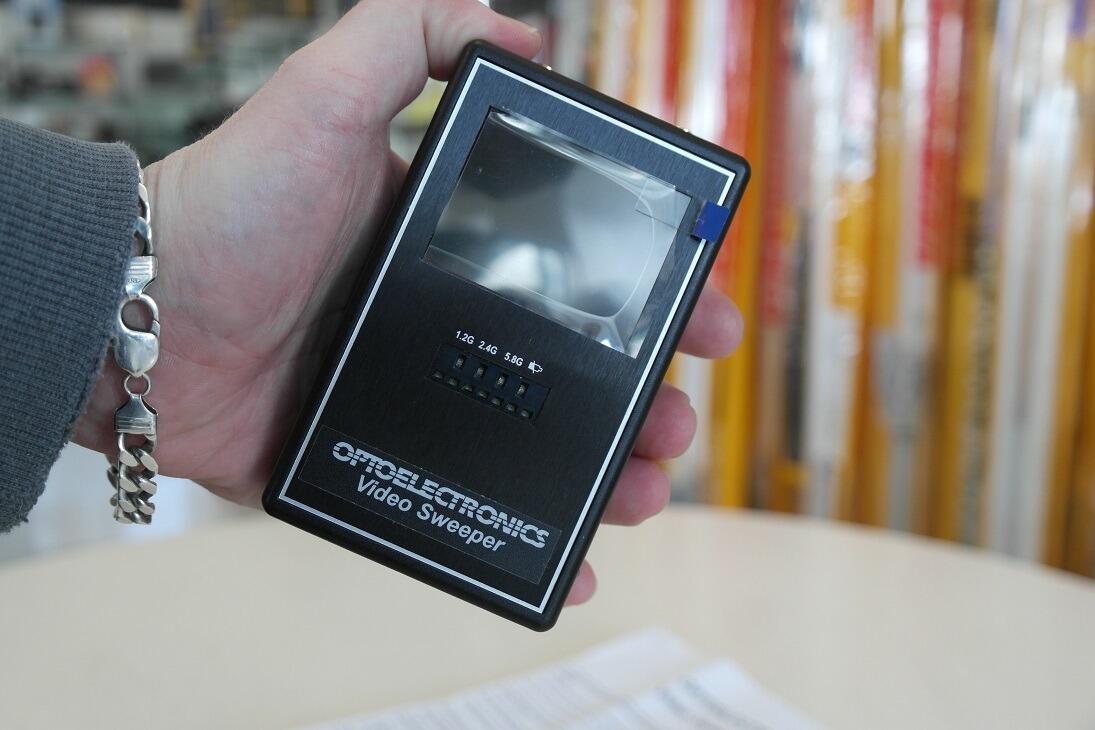 1.2G 2.4G 5.8G
OPTOELECTRONICS
Video Sweeper